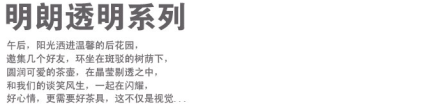 明朗透明系列
午后，阳光洒进温馨的后花园，
邀集几个好友，环坐在斑驳的树荫下，
圆润可爱的茶壶，在晶莹剔透之中，
和我们的谈笑风生，一起在闪耀，
好心情，更需要好茶具，这不仅是视觉...